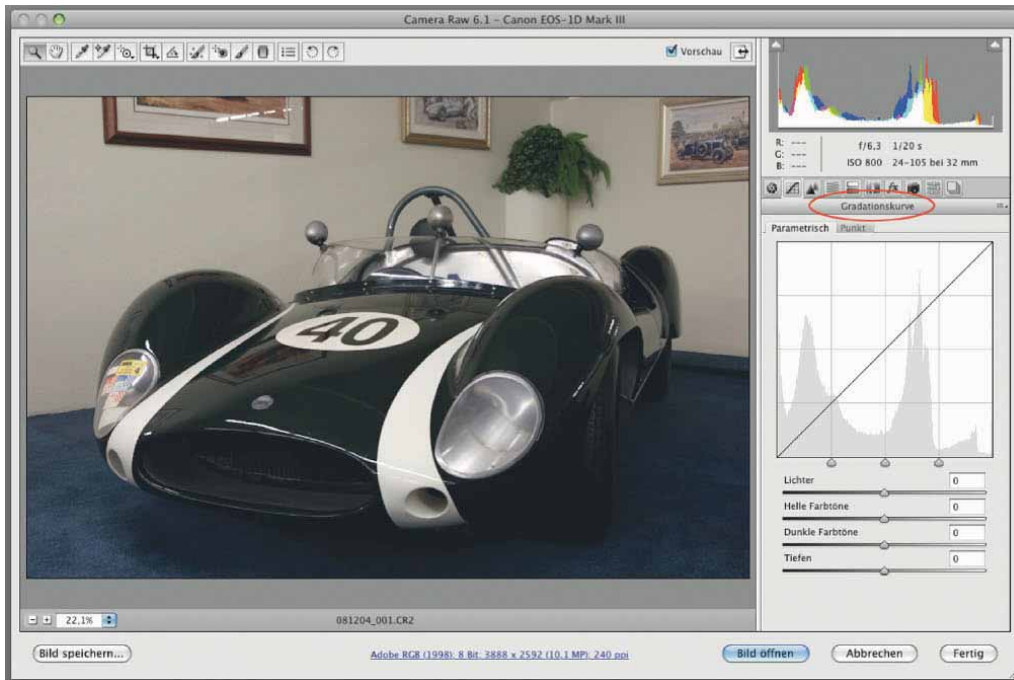 Camera Raw 6.1 – Canon EOS-1D Mark III
Vorschau
R: ---
G: ---
B: ---
f/6,3 1/20 s
ISO 800 24–105 bei 32 mm
fx
Gradationskurve
Parametrisch Punkt
40
Lichter 0
Helle Farbtöne 0
Dunkle Farbtöne 0
Tiefen 0
22,1%
081204_001.CR2
Bild speichern...
Adobe RGB (1998); 8 Bit; 3888 x 2592 (10,1 MP); 240 ppi
Bild öffnen Abbrechen Fertig